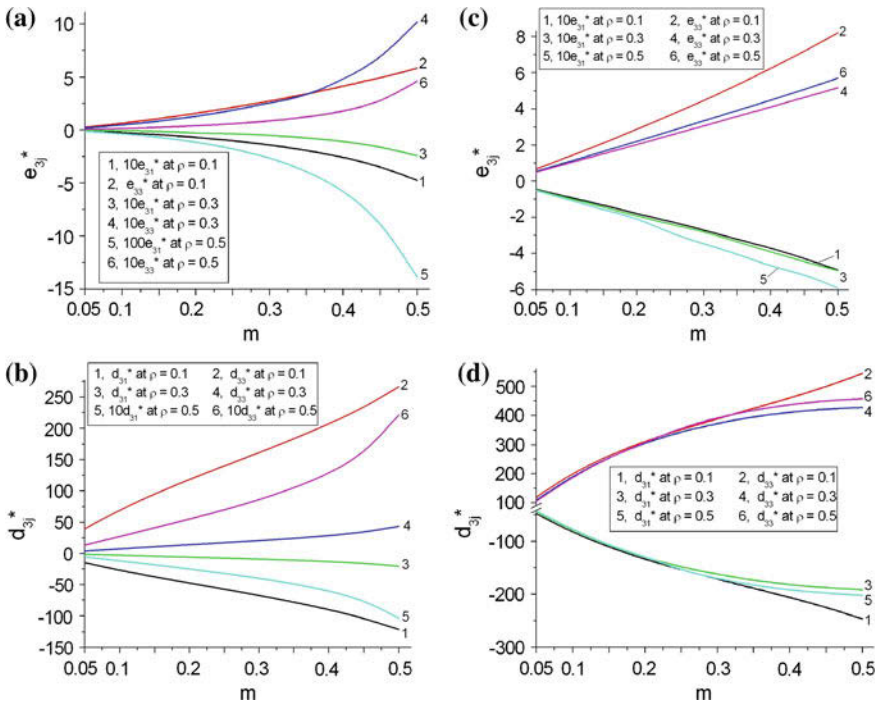 (a)
10
5
0
-5
-10
-15
e₃ⱼ*
4
2
6
3
1
5
1, 10e₃₁* at ρ = 0.1
2, e₃₃* at ρ = 0.1
3, 10e₃₁* at ρ = 0.3
4, 10e₃₃* at ρ = 0.3
5, 100e₃₁* at ρ = 0.5
6, 10e₃₃* at ρ = 0.5
0.05 0.1 0.2 0.3 0.4 0.5
m
(c)
8
6
4
2
0
-2
-4
-6
e₃ⱼ*
1, 10e₃₁* at ρ = 0.1 2, e₃₃* at ρ = 0.1
3, 10e₃₁* at ρ = 0.3 4, e₃₃* at ρ = 0.3
5, 10e₃₁* at ρ = 0.5 6, e₃₃* at ρ = 0.5
2
6
4
1
3
5
0.05 0.1 0.2 0.3 0.4 0.5
m
(b)
250
200
150
100
50
0
-50
-100
-150
d₃ⱼ*
1, d₃₁* at ρ = 0.1 2, d₃₃* at ρ = 0.1
3, d₃₁* at ρ = 0.3 4, d₃₃* at ρ = 0.3
5, 10d₃₁* at ρ = 0.5 6, 10d₃₃* at ρ = 0.5
2
6
4
3
5
1
0.05 0.1 0.2 0.3 0.4 0.5
m
(d)
500
400
300
200
100
-100
-200
-300
d₃ⱼ*
2
6
4
1, d₃₁* at ρ = 0.1 2, d₃₃* at ρ = 0.1
3, d₃₁* at ρ = 0.3 4, d₃₃* at ρ = 0.3
5, d₃₁* at ρ = 0.5 6, d₃₃* at ρ = 0.5
3
5
1
0.05 0.1 0.2 0.3 0.4 0.5
m